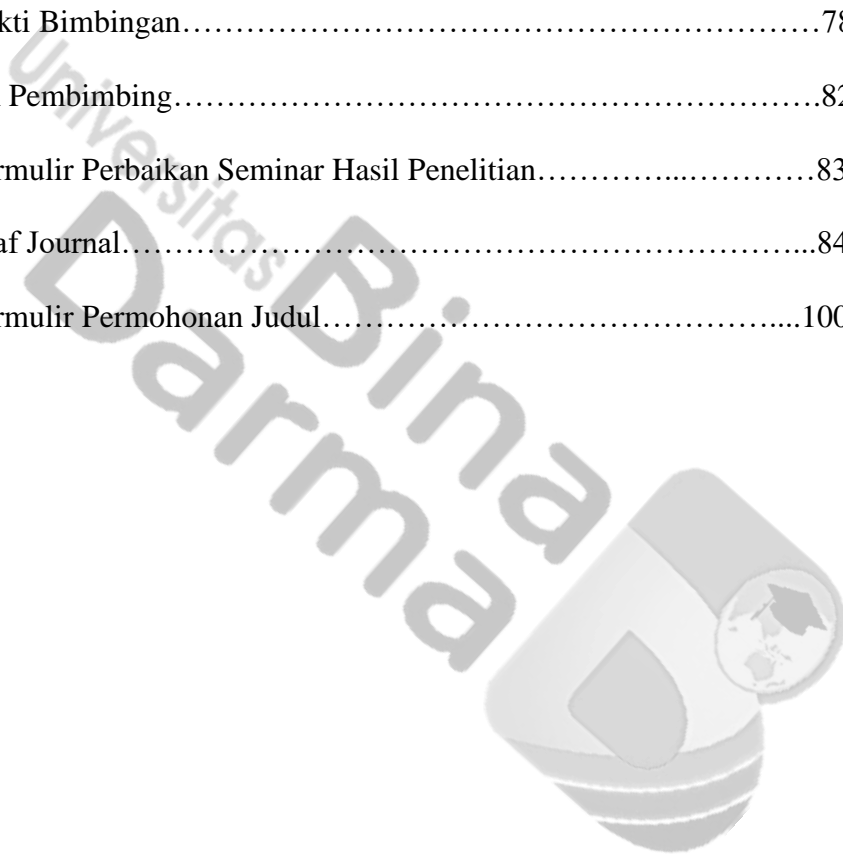 kti Bimbingan……………………………………………………………78
Pembimbing…………………………………………………………….82
rmulir Perbaikan Seminar Hasil Penelitian…………...…………83
af Journal…………………………………………………………...84
rmulir Permohonan Judul…………………………………………....100
Universitas
Bina
Darma